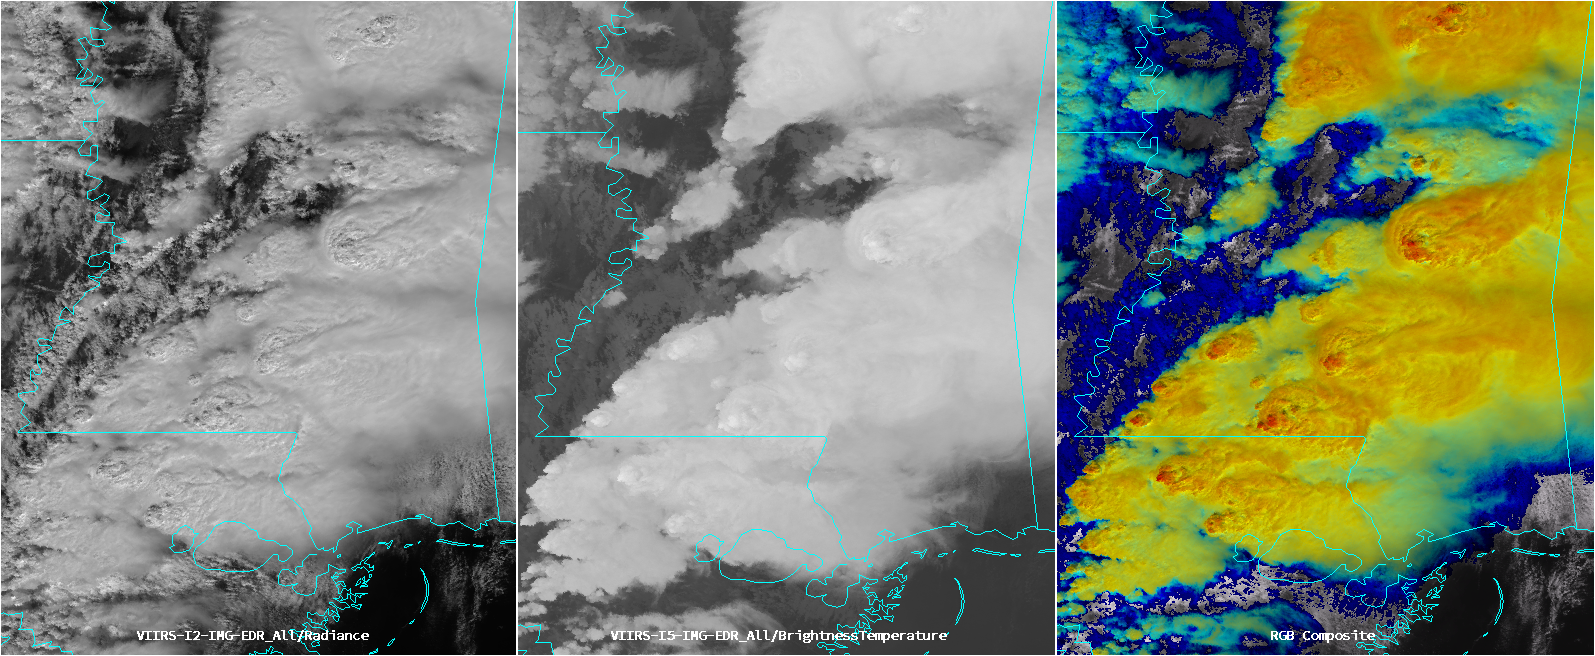 VIIRS-I2-IMG-EDR_All/Radiance
VIIRS-I5-IMG-EDR_All/BrightnessTemperature
RGB Composite